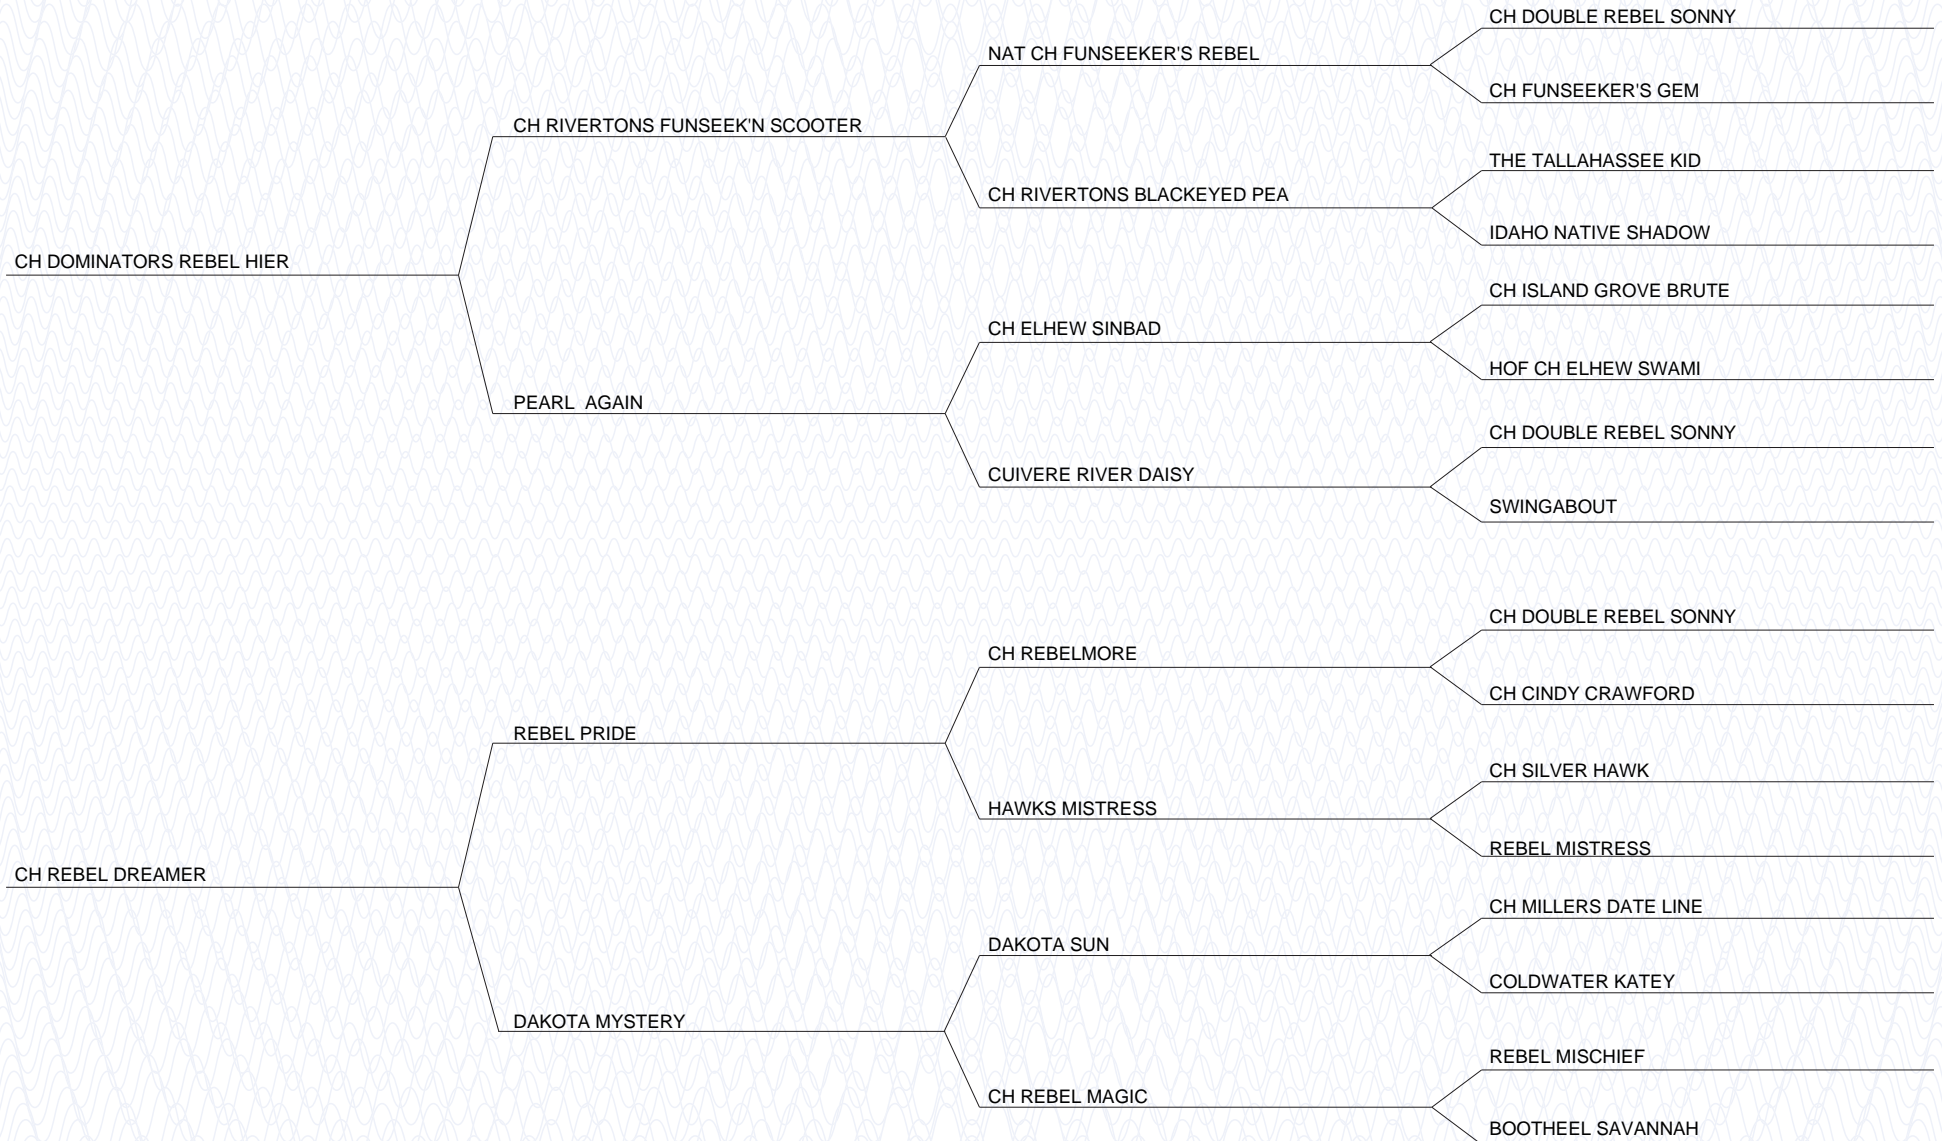 CH DOUBLE REBEL SONNY
NAT CH FUNSEEKER'S REBEL
CH FUNSEEKER'S GEM
CH RIVERTONS FUNSEEK'N SCOOTER
THE TALLAHASSEE KID
CH RIVERTONS BLACKEYED PEA
IDAHO NATIVE SHADOW
CH DOMINATORS REBEL HIER
CH ISLAND GROVE BRUTE
CH ELHEW SINBAD
HOF CH ELHEW SWAMI
PEARL  AGAIN
CH DOUBLE REBEL SONNY
CUIVERE RIVER DAISY
SWINGABOUT
CH DOUBLE REBEL SONNY
CH REBELMORE
CH CINDY CRAWFORD
REBEL PRIDE
CH SILVER HAWK
HAWKS MISTRESS
REBEL MISTRESS
CH REBEL DREAMER
CH MILLERS DATE LINE
DAKOTA SUN
COLDWATER KATEY
DAKOTA MYSTERY
REBEL MISCHIEF
CH REBEL MAGIC
BOOTHEEL SAVANNAH